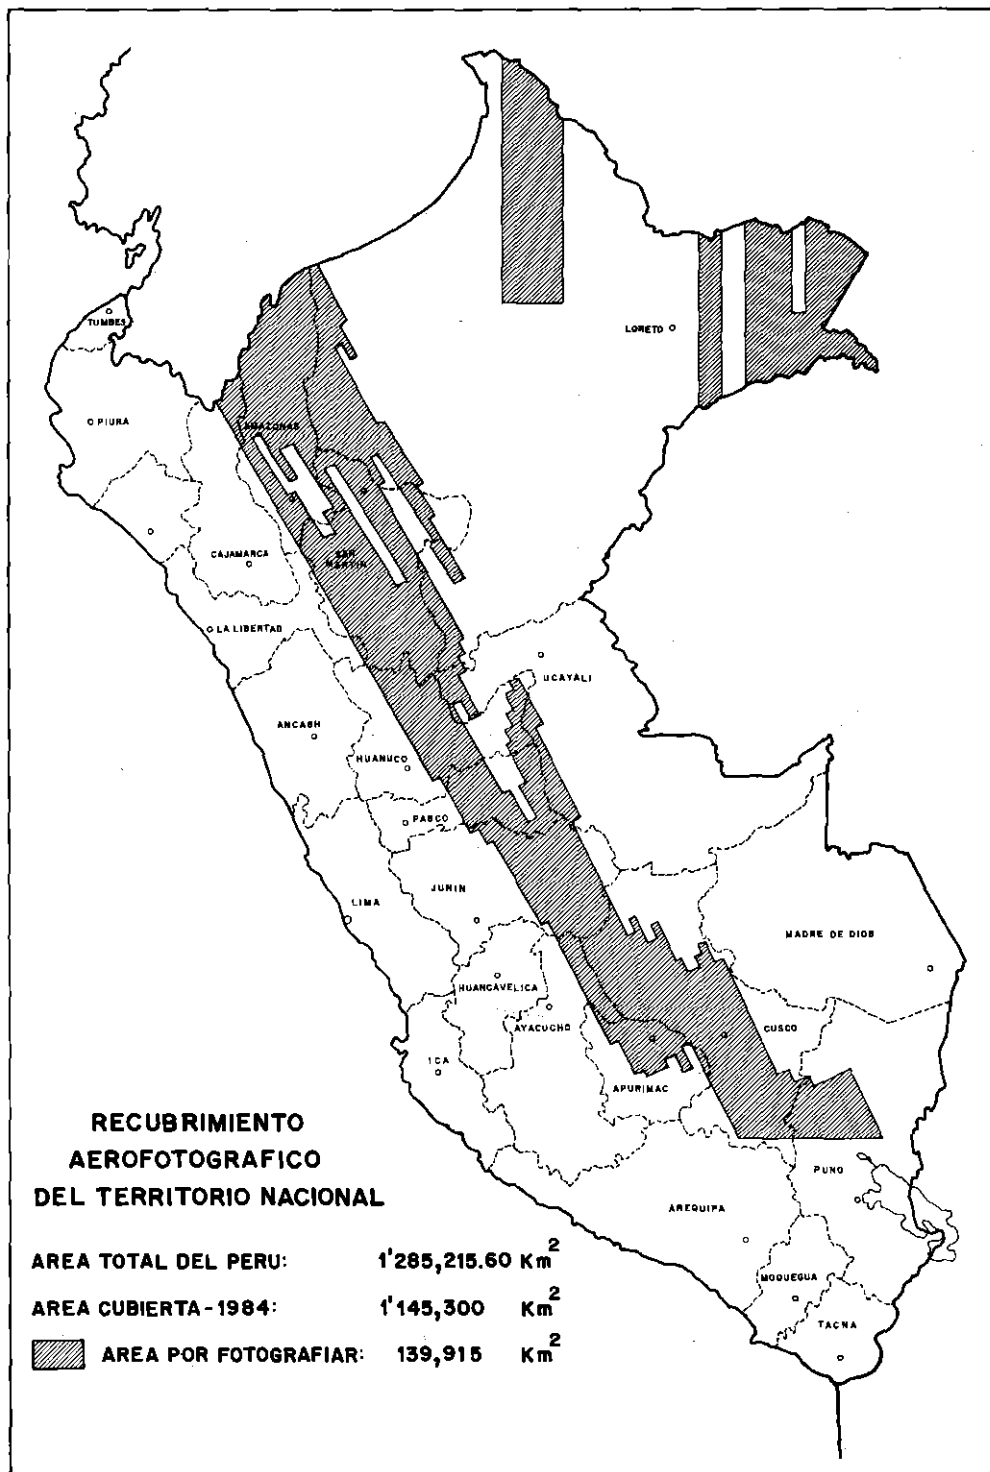 TUMBES
LORETO
PIURA
AMAZONAS
CAJAMARCA
SAN
MARTIN
LA LIBERTAD
UCAYALI
ANCASH
HUANUCO
PASCO
JUNIN
LIMA
MADRE DE DIOS
HUANCAVELICA
AYACUCHO
CUSCO
ICA
APURIMAC
PUNO
AREQUIPA
MOQUEGUA
TACNA
RECUBRIMIENTO
AEROFOTOGRAFICO
DEL TERRITORIO NACIONAL
AREA TOTAL DEL PERU: 1'285,215.60 Km2
AREA CUBIERTA-1984: 1'145,300 Km2
AREA POR FOTOGRAFIAR: 139,915 Km2